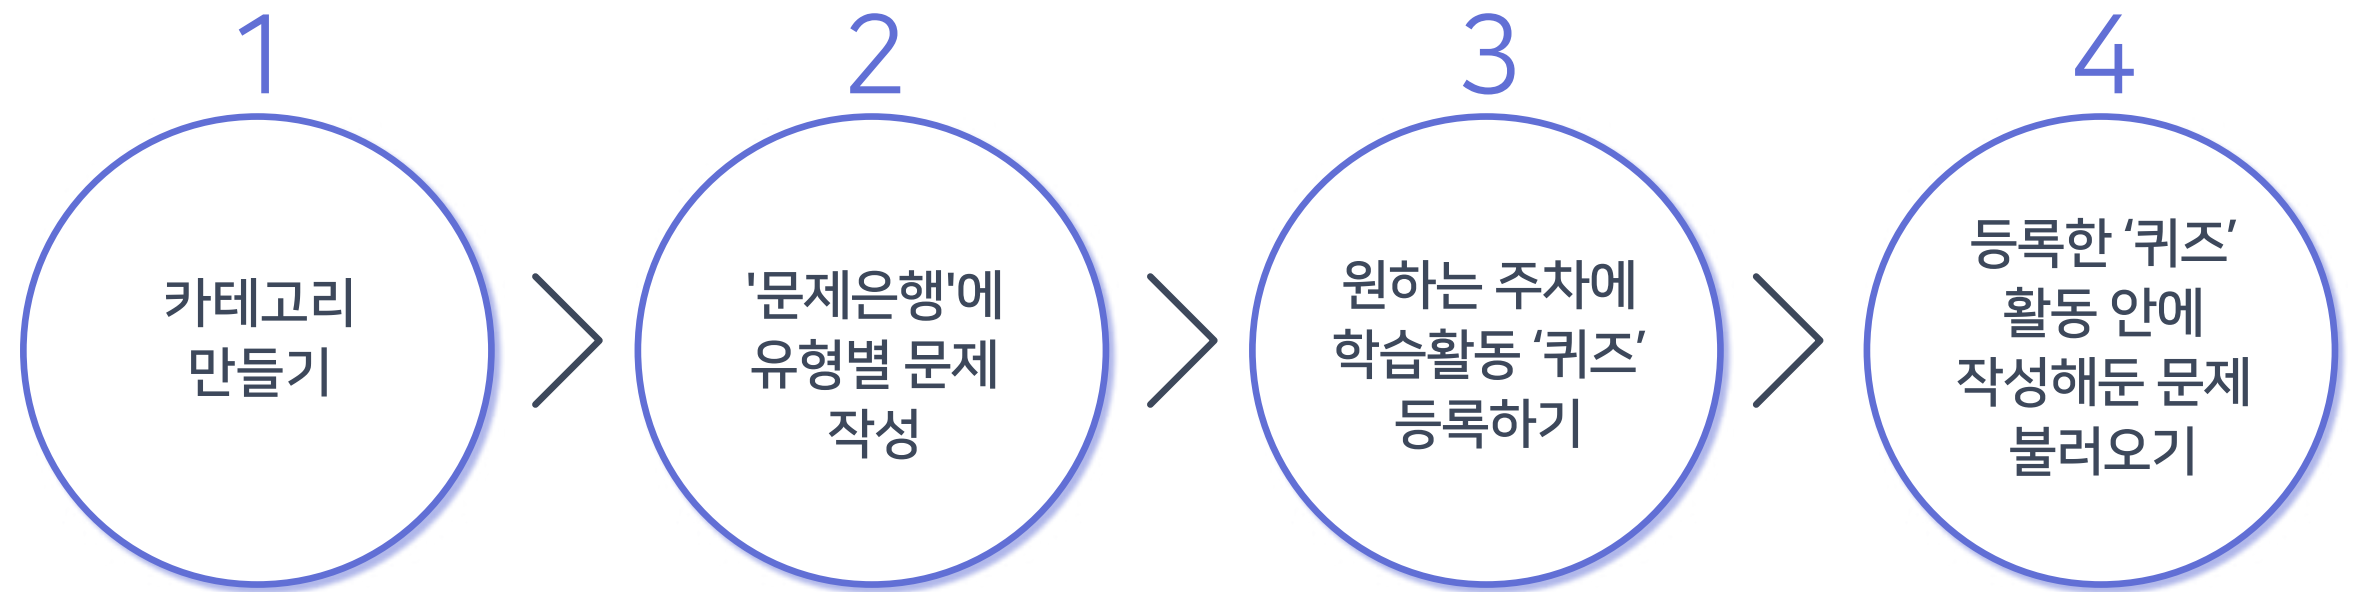 1
카테고리
만들기
2
'문제은행'에
유형별 문제
작성
3
원하는 주차에
학습활동 ‘퀴즈’
등록하기
4
등록한 ‘퀴즈’
활동 안에
작성해둔 문제
불러오기